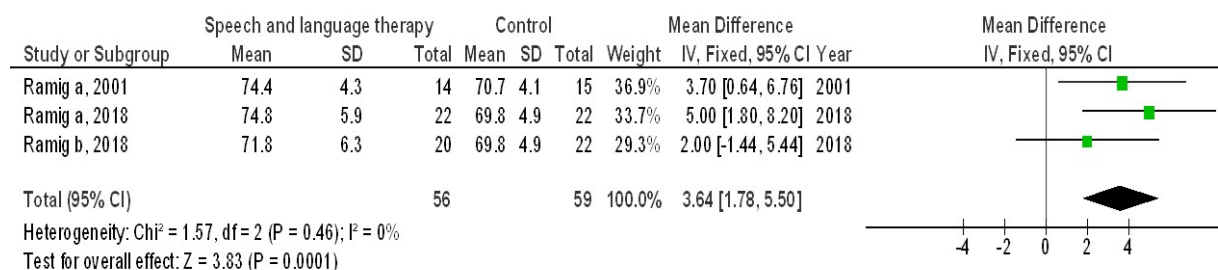 Speech and language therapy Control Mean Difference Mean Difference
Study or Subgroup Mean SD Total Mean SD Total Weight IV, Fixed, 95% CI Year IV, Fixed, 95% CI
Ramig a, 2001 74.4 4.3 14 70.7 4.1 15 36.9% 3.70 [0.64, 6.76] 2001
Ramig a, 2018 74.8 5.9 22 69.8 4.9 22 33.7% 5.00 [1.80, 8.20] 2018
Ramig b, 2018 71.8 6.3 20 69.8 4.9 22 29.3% 2.00 [-1.44, 5.44] 2018
Total (95% CI) 56 59 100.0% 3.64 [1.78, 5.50]
Heterogeneity: Chi² = 1.57, df = 2 (P = 0.46); I² = 0%
Test for overall effect: Z = 3.83 (P = 0.0001)
-4 -2 0 2 4